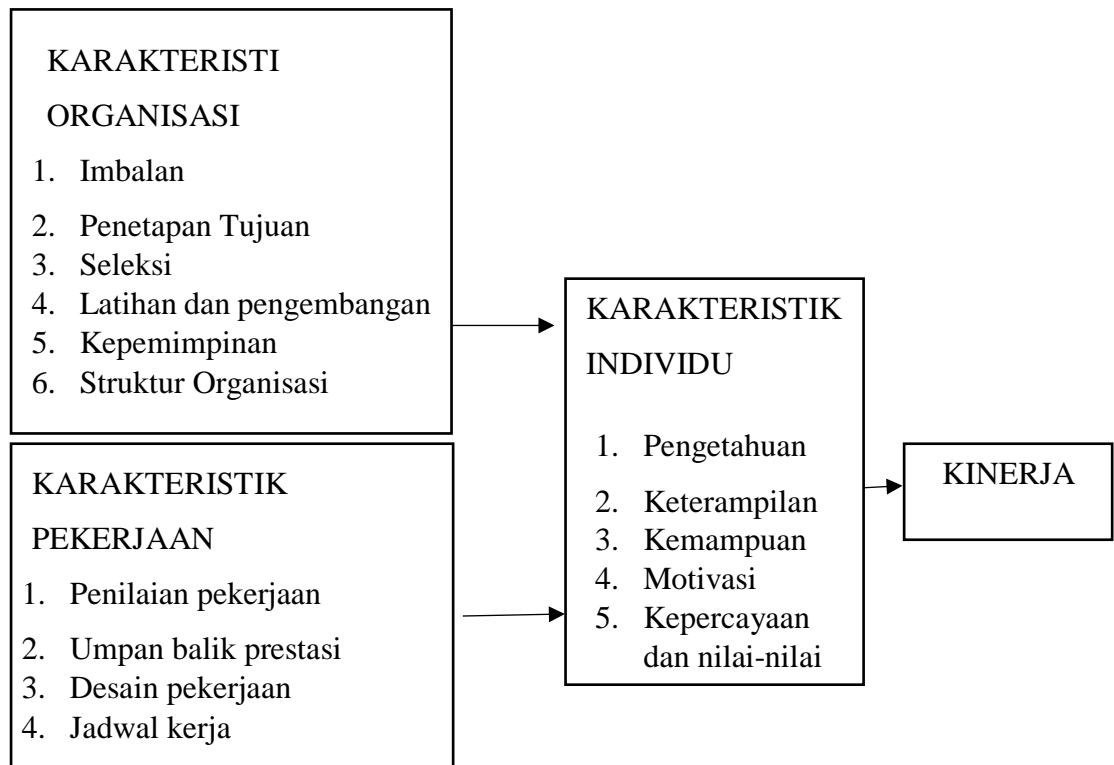 KARAKTERISTI
ORGANISASI
1. Imbalan
2. Penetapan Tujuan
3. Seleksi
4. Latihan dan pengembangan
5. Kepemimpinan
6. Struktur Organisasi
KARAKTERISTIK
PEKERJAAN
1. Penilaian pekerjaan
2. Umpan balik prestasi
3. Desain pekerjaan
4. Jadwal kerja
KARAKTERISTIK
INDIVIDU
1. Pengetahuan
2. Keterampilan
3. Kemampuan
4. Motivasi
5. Kepercayaan
dan nilai-nilai
KINERJA